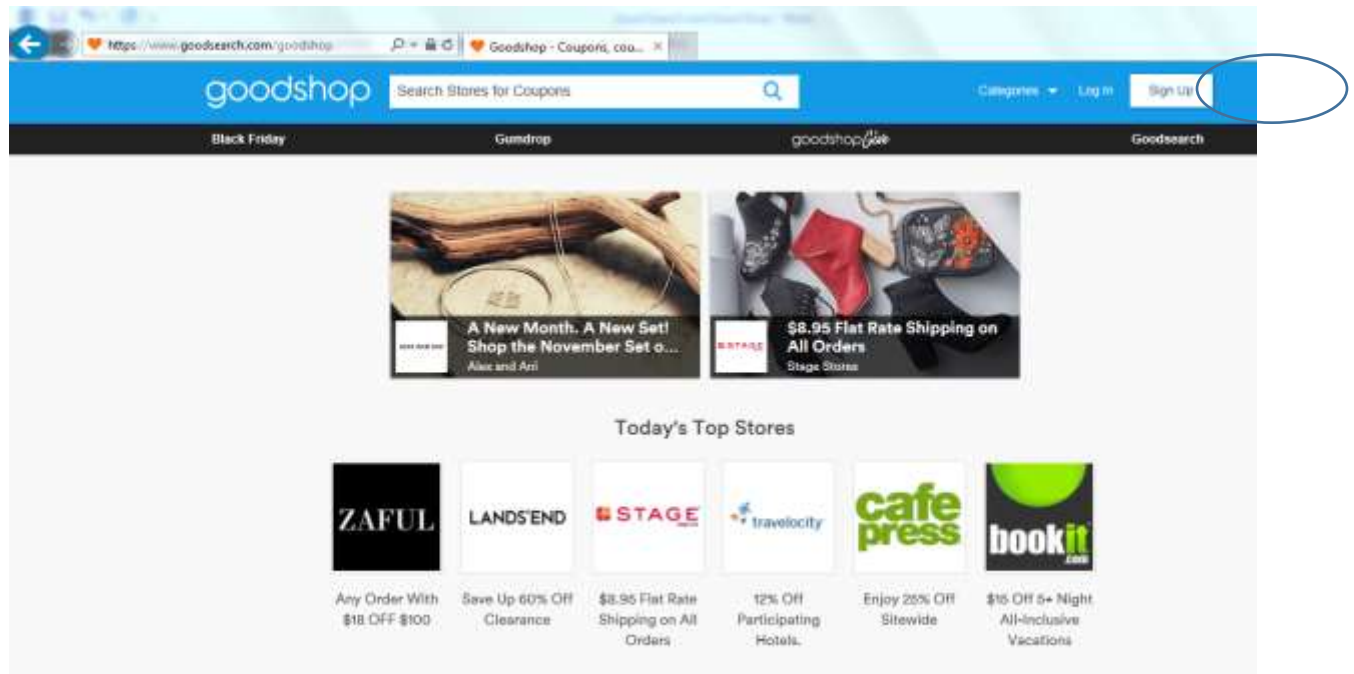 https://www.goodsearch.com/goodshop
Goodshop - Coupons, cou...
goodshop
Search Stores for Coupons
Categories
Log In
Sign Up
Black Friday
Gumdrop
goodshop Give
Goodsearch
A New Month. A New Set!
Shop the November Set o...
Alex and Ani
STAGE
$8.95 Flat Rate Shipping on
All Orders
Stage Stores
Today's Top Stores
ZAFUL
LANDS'END
STAGE
travelocity
cafe
press
bookit
.com
Any Order With
$18 OFF $100
Save Up 60% Off
Clearance
$8.95 Flat Rate
Shipping on All
Orders
12% Off
Participating
Hotels.
Enjoy 25% Off
Sitewide
$15 Off 5+ Night
All-Inclusive
Vacations